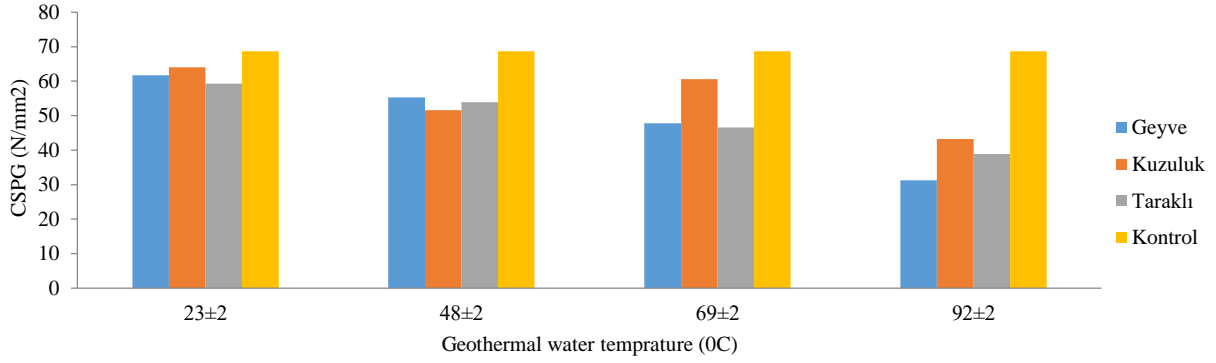 80
70
60
50
40
30
20
10
0
CSPG (N/mm2)
23±2
48±2
69±2
92±2
Geothermal water temprature (0C)
Geyve
Kuzuluk
Taraklı
Kontrol